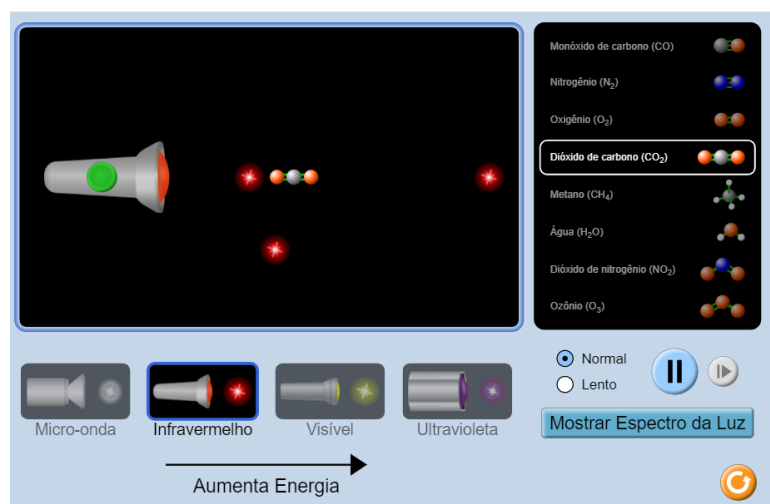 Monóxido de carbono (CO)
Nitrogênio (N₂)
Oxigênio (O₂)
Dióxido de carbono (CO₂)
Metano (CH₄)
Água (H₂O)
Dióxido de nitrogênio (NO₂)
Ozônio (O₃)
Normal
Lento
Mostrar Espectro da Luz
Micro-onda Infravermelho Visível Ultravioleta
Aumenta Energia